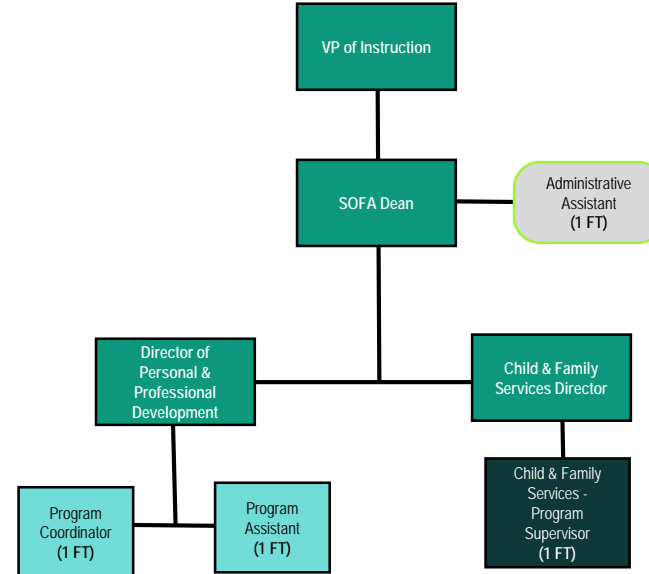 VP of Instruction
SOFA Dean
Administrative
Assistant
(1 FT)
Director of
Personal &
Professional
Development
Child & Family
Services Director
Child & Family
Services -
Program
Supervisor
(1 FT)
Program
Coordinator
(1 FT)
Program
Assistant
(1 FT)